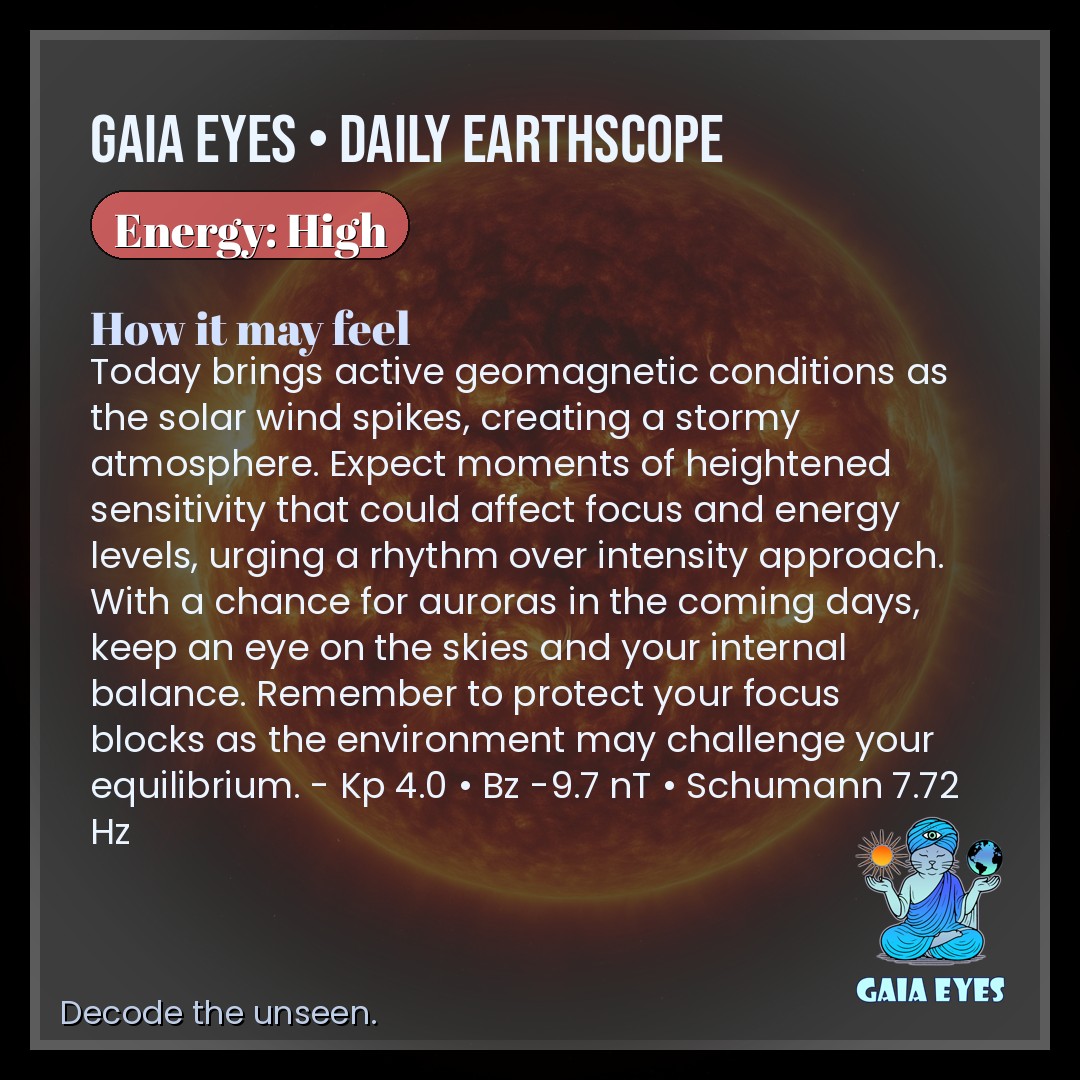 GAIA EYES • DAILY EARTHSCOPE
Energy: High
How it may feel
Today brings active geomagnetic conditions as
the solar wind spikes, creating a stormy
atmosphere. Expect moments of heightened
sensitivity that could affect focus and energy
levels, urging a rhythm over intensity approach.
With a chance for auroras in the coming days,
keep an eye on the skies and your internal
balance. Remember to protect your focus
blocks as the environment may challenge your
equilibrium. - Kp 4.0 • Bz -9.7 nT • Schumann 7.72
Hz
GAIA EYES
Decode the unseen.